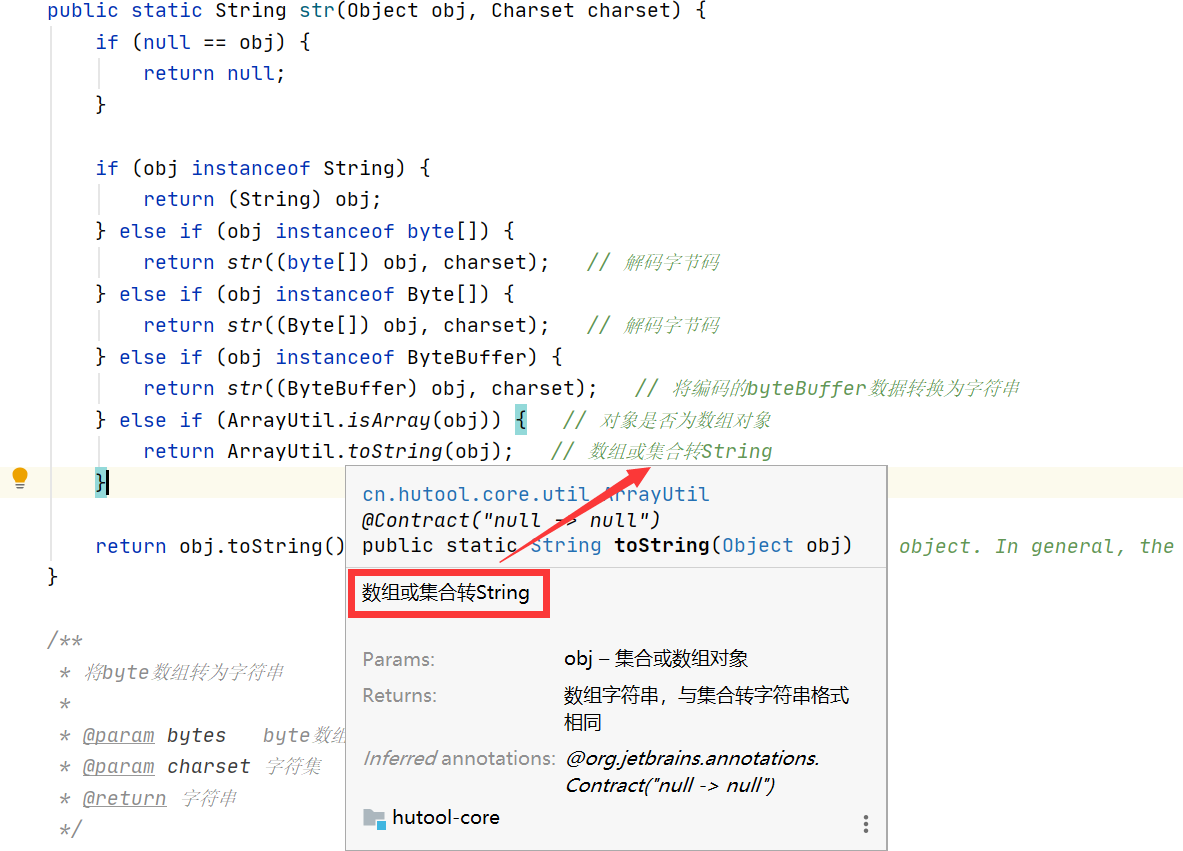 public static String str(Object obj, Charset charset) {
if (null == obj) {
return null;
}
if (obj instanceof String) {
return (String) obj;
} else if (obj instanceof byte[]) {
return str((byte[]) obj, charset);   // 解码字节码
} else if (obj instanceof Byte[]) {
return str((Byte[]) obj, charset);   // 解码字节码
} else if (obj instanceof ByteBuffer) {
return str((ByteBuffer) obj, charset);   // 将编码的byteBuffer数据转换为字符串
} else if (ArrayUtil.isArray(obj)) {   // 对象是否为数组对象
return ArrayUtil.toString(obj);   // 数组或集合转String
}
cn.hutool.core.util.ArrayUtil
@Contract("null -> null")
public static String toString(Object obj)
数组或集合转String
Params: obj – 集合或数组对象
Returns: 数组字符串，与集合转字符串格式
相同
Inferred annotations: @org.jetbrains.annotations.
Contract("null -> null")
hutool-core
return obj.toString() object. In general, the
}
/**
* 将byte数组转为字符串
*
* @param bytes   byte数组
* @param charset 字符集
* @return 字符串
*/